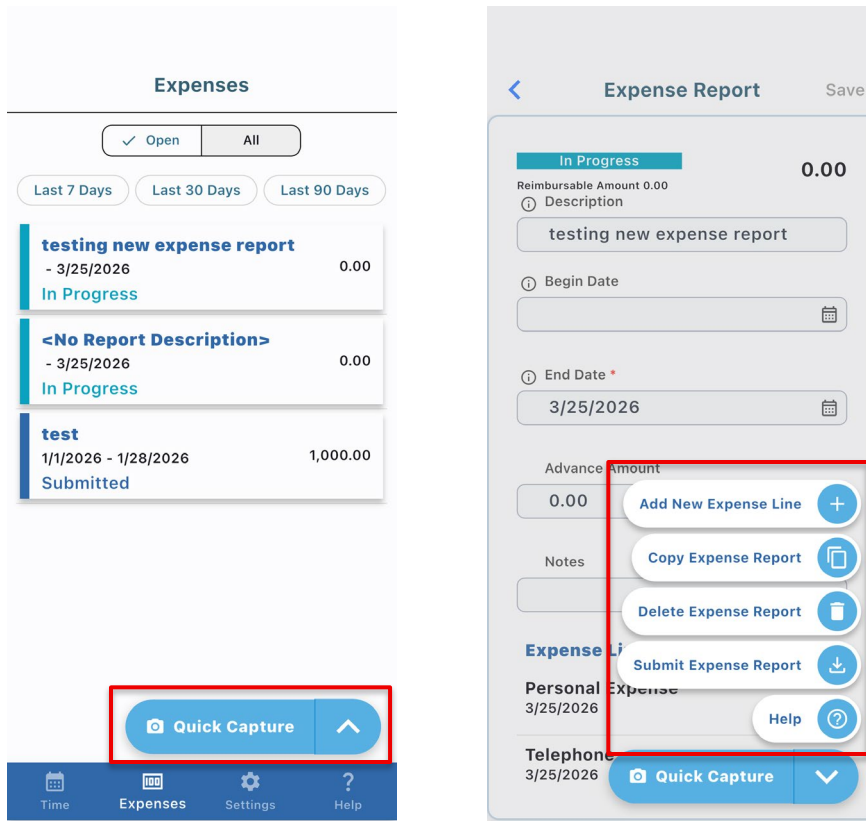 Expenses
Open
All
Last 7 Days
Last 30 Days
Last 90 Days
testing new expense report
- 3/25/2026
0.00
In Progress
<No Report Description>
- 3/25/2026
0.00
In Progress
test
1/1/2026 - 1/28/2026
1,000.00
Submitted
Quick Capture
Time
Expenses
Settings
Help
Expense Report
Save
In Progress
0.00
Reimbursable Amount 0.00
Description
testing new expense report
Begin Date
End Date *
3/25/2026
Advance Amount
0.00
Add New Expense Line
Copy Expense Report
Notes
Delete Expense Report
Expense
Submit Expense Report
Personal Expense
3/25/2026
Help
Telephone
3/25/2026
Quick Capture